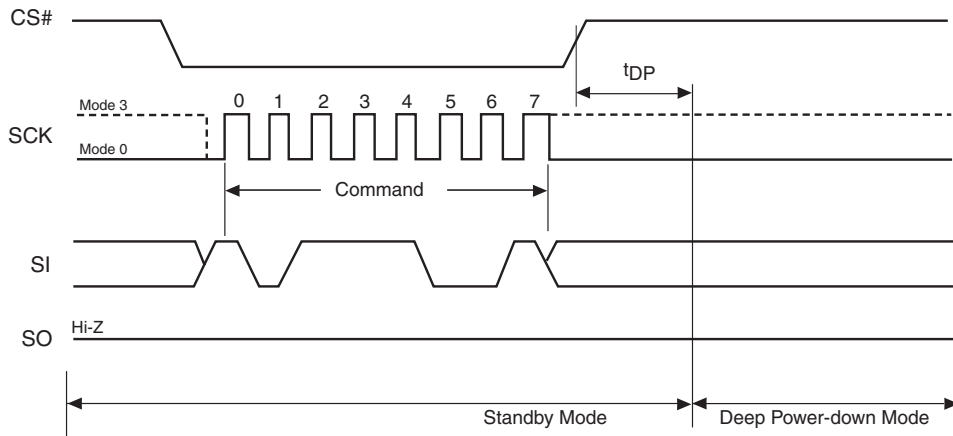 CS#
tDP
Mode 3
0 1 2 3 4 5 6 7
SCK
Mode 0
Command
SI
Hi-Z
SO
Standby Mode
Deep Power-down Mode